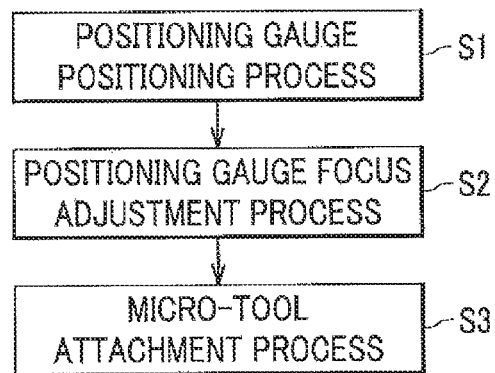 POSITIONING GAUGE
POSITIONING PROCESS
S1
POSITIONING GAUGE FOCUS
ADJUSTMENT PROCESS
S2
MICRO-TOOL
ATTACHMENT PROCESS
S3